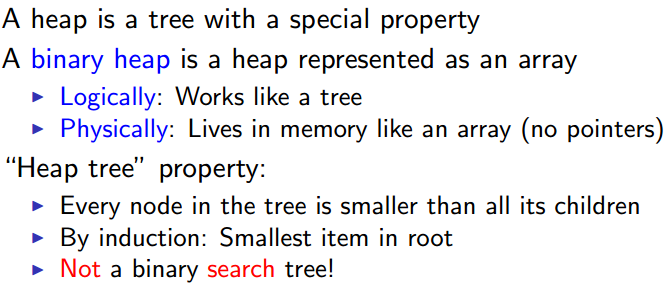 A heap is a tree with a special property
A binary heap is a heap represented as an array
▶ Logically: Works like a tree
▶ Physically: Lives in memory like an array (no pointers)
“Heap tree” property:
▶ Every node in the tree is smaller than all its children
▶ By induction: Smallest item in root
▶ Not a binary search tree!